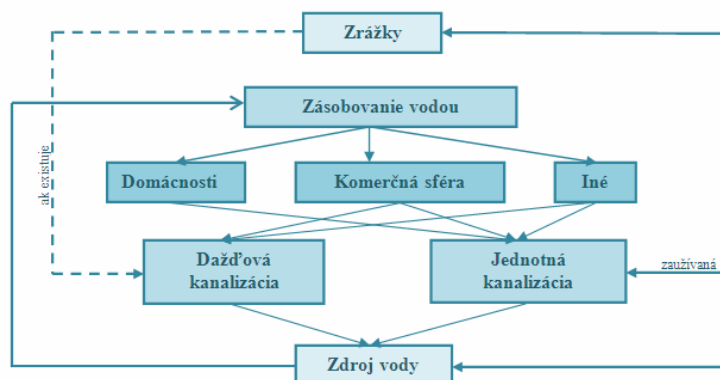 Zrážky
Zásobovanie vodou
ak existuje
Domácnosti
Komerčná sféra
Iné
Dažďová
kanalizácia
Jednotná
kanalizácia
zaužívaná
Zdroj vody